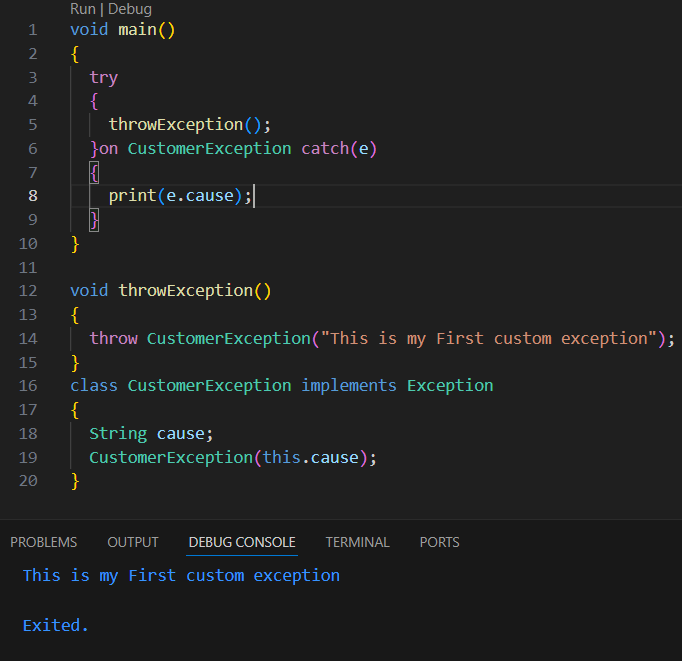 Run | Debug
1 void main()
2 {
3   try
4   {
5     throwException();
6   }on CustomerException catch(e)
7   {
8     print(e.cause);
9   }
10 }
11
12 void throwException()
13 {
14   throw CustomerException("This is my First custom exception");
15 }
16 class CustomerException implements Exception
17 {
18   String cause;
19   CustomerException(this.cause);
20 }
PROBLEMS OUTPUT DEBUG CONSOLE TERMINAL PORTS
This is my First custom exception
Exited.